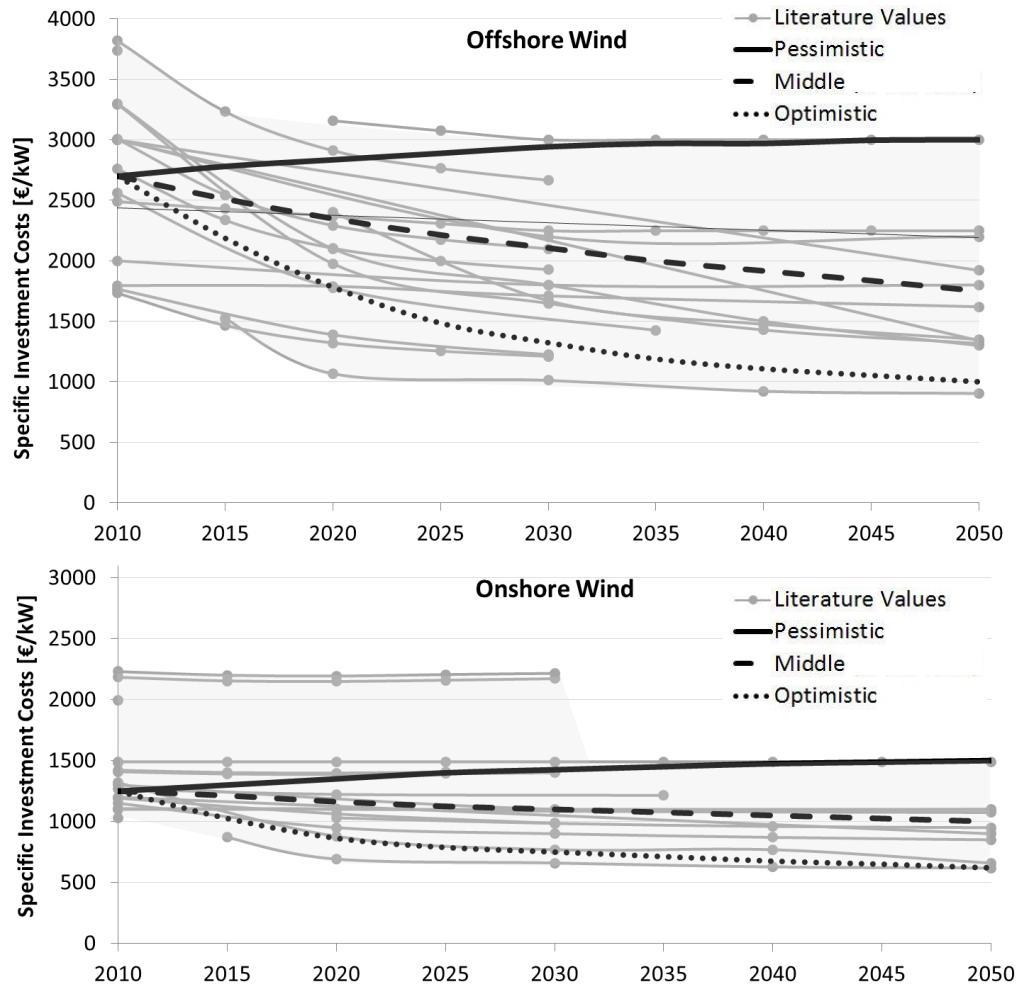 Offshore Wind
Literature Values
Pessimistic
Middle
Optimistic
Specific Investment Costs [€/kW]
4000
3500
3000
2500
2000
1500
1000
500
0
2010 2015 2020 2025 2030 2035 2040 2045 2050
Onshore Wind
Literature Values
Pessimistic
Middle
Optimistic
Specific Investment Costs [€/kW]
3000
2500
2000
1500
1000
500
0
2010 2015 2020 2025 2030 2035 2040 2045 2050